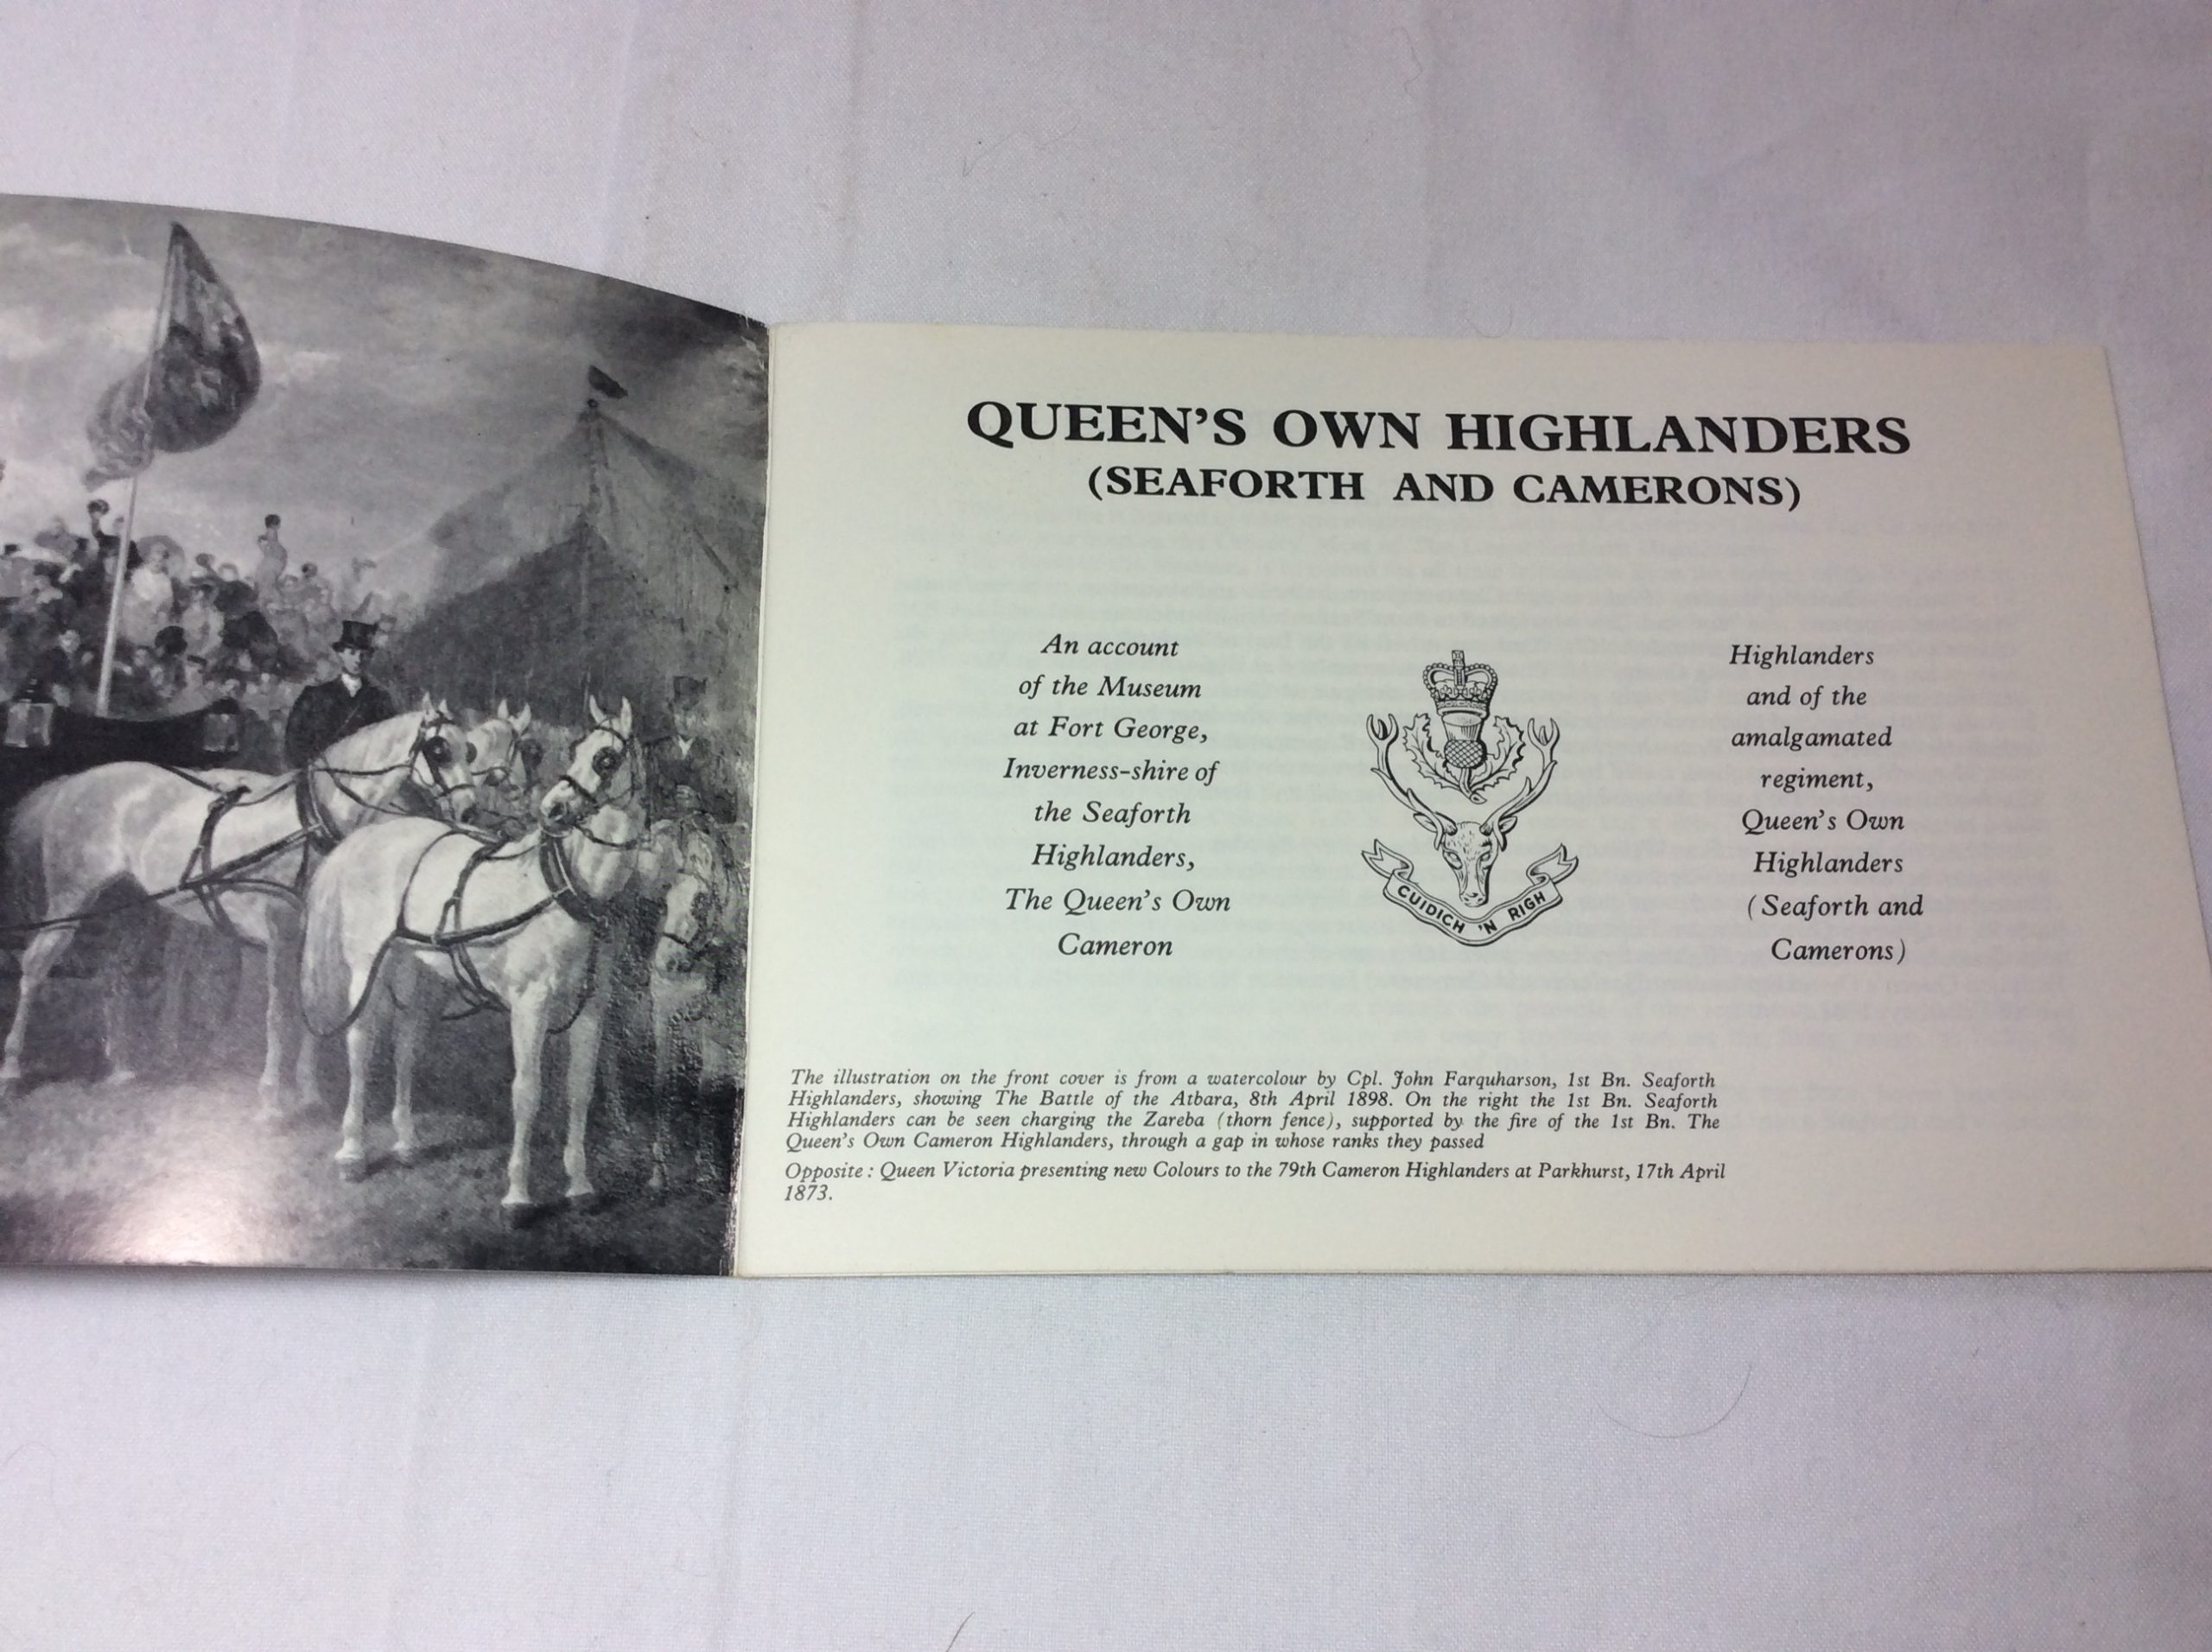 QUEEN'S OWN HIGHLANDERS
(SEAFORTH AND CAMERONS)
An account
of the Museum
at Fort George,
Inverness-shire of
the Seaforth
Highlanders,
The Queen's Own
Cameron
CUIDICH 'N RIGH
Highlanders
and of the
amalgamated
regiment,
Queen's Own
Highlanders
(Seaforth and
Camerons)
The illustration on the front cover is from a watercolour by Cpl. John Farquharson, 1st Bn. Seaforth
Highlanders, showing The Battle of the Atbara, 8th April 1898. On the right the 1st Bn. Seaforth
Highlanders can be seen charging the Zareba (thorn fence), supported by the fire of the 1st Bn. The
Queen's Own Cameron Highlanders, through a gap in whose ranks they passed
Opposite : Queen Victoria presenting new Colours to the 79th Cameron Highlanders at Parkhurst, 17th April
1873.